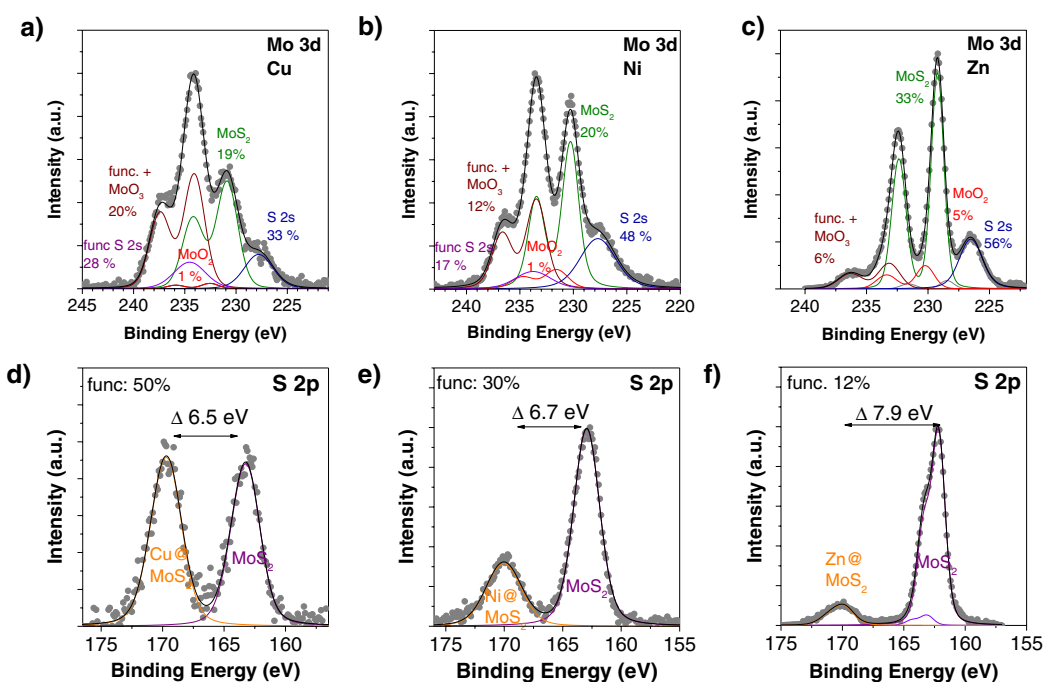 a)
Mo 3d
Cu
MoS2
19%
func. +
MoO3
20%
S 2s
33 %
func S 2s
28 %
MoO2
1 %
Intensity (a.u.)
245 240 235 230 225
Binding Energy (eV)
b)
Mo 3d
Ni
MoS2
20%
func. +
MoO3
12%
S 2s
48 %
func S 2s
17 %
MoO2
1 %
Intensity (a.u.)
240 235 230 225 220
Binding Energy (eV)
c)
Mo 3d
Zn
MoS2
33%
MoO2
5%
func. +
MoO3
6%
S 2s
56%
Intensity (a.u.)
240 235 230 225
Binding Energy (eV)
d)
func: 50%
S 2p
Δ 6.5 eV
Cu@
MoS2
MoS2
Intensity (a.u.)
175 170 165 160
Binding Energy (eV)
e)
func: 30%
S 2p
Δ 6.7 eV
Ni@
MoS2
MoS2
Intensity (a.u.)
175 170 165 160 155
Binding Energy (eV)
f)
func. 12%
S 2p
Δ 7.9 eV
Zn@
MoS2
MoS2
Intensity (a.u.)
175 170 165 160 155
Binding Energy (eV)